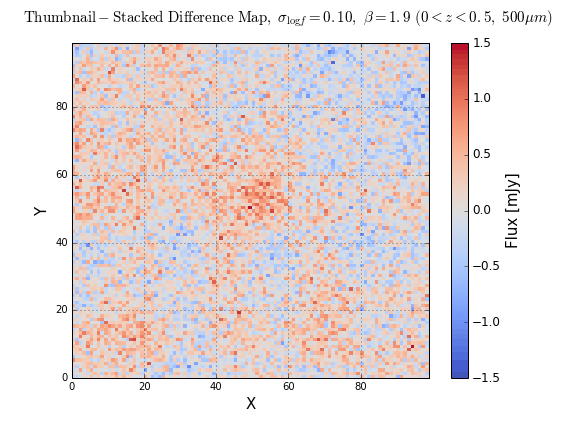 Thumbnail − Stacked Difference Map, σlogf = 0.10, β = 1.9 (0 < z < 0.5, 500μm)
80
60
40
20
0
Y
0 20 40 60 80
X
1.5
1.0
0.5
0.0
−0.5
−1.0
−1.5
Flux [mJy]